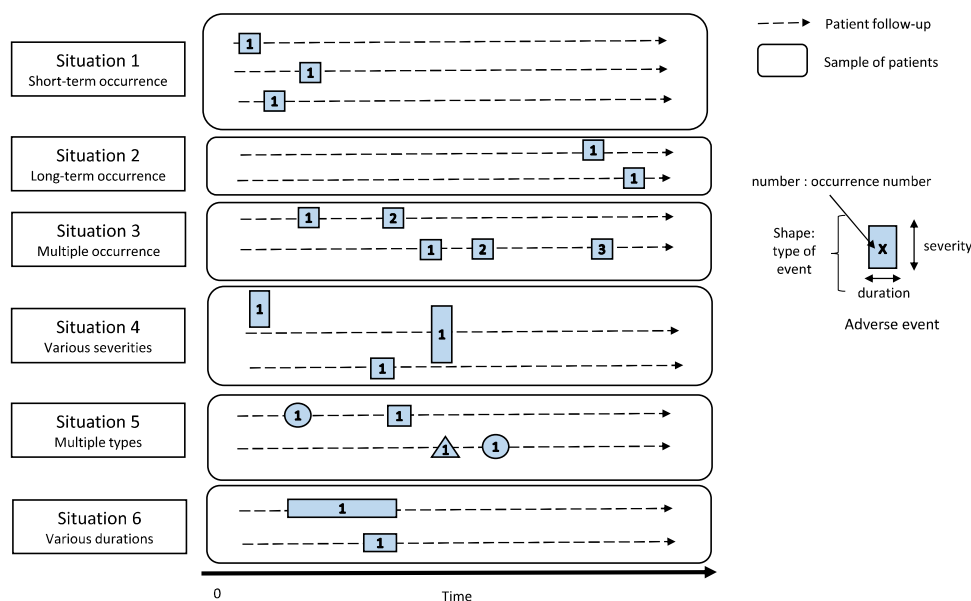 Situation 1
Short-term occurrence
1
1
1
Situation 2
Long-term occurrence
1
1
Situation 3
Multiple occurrence
1 2
1 2 3
Situation 4
Various severities
1
1
1
Situation 5
Multiple types
1 1
1 1
Situation 6
Various durations
1
1
0
Time
Patient follow-up
Sample of patients
number : occurrence number
Shape:
type of
event
X
severity
duration
Adverse event